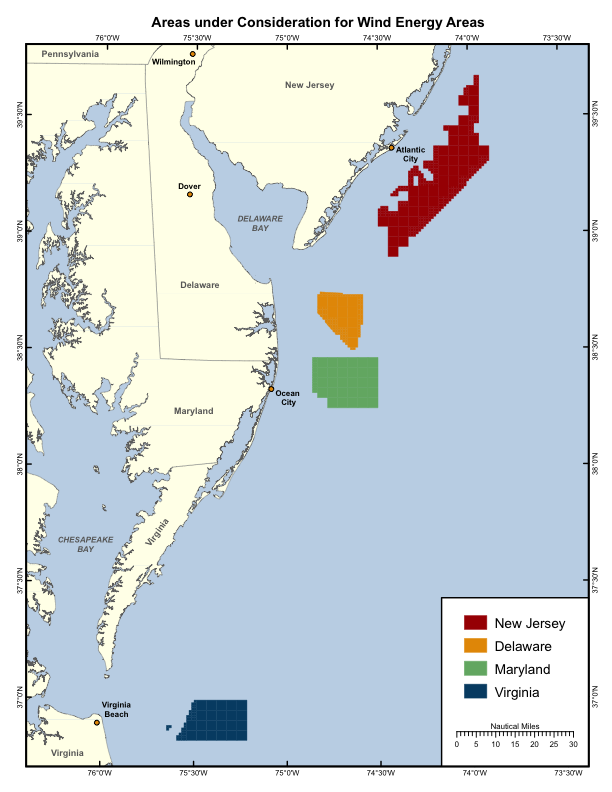 Areas under Consideration for Wind Energy Areas
76°0'W
75°30'W
75°0'W
74°30'W
74°0'W
73°30'W
Pennsylvania
Wilmington
New Jersey
39°30'N
39°30'N
Atlantic
City
Dover
DELAWARE
BAY
39°0'N
39°0'N
Delaware
38°30'N
38°30'N
Ocean
City
Maryland
38°0'N
38°0'N
Virginia
CHESAPEAKE
BAY
37°30'N
37°30'N
New Jersey
Delaware
Maryland
Virginia
37°0'N
37°0'N
Virginia
Beach
Nautical Miles
0 5 10 15 20 25 30
Virginia
76°0'W
75°30'W
75°0'W
74°30'W
74°0'W
73°30'W